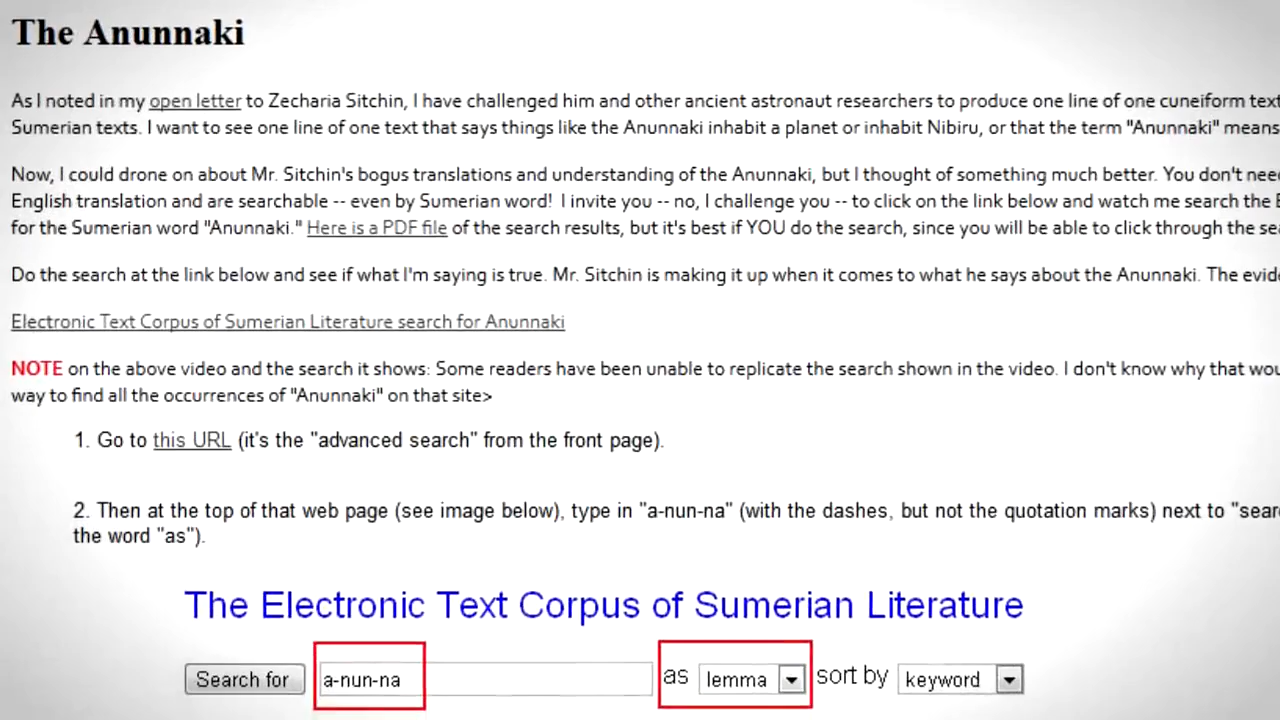 The Anunnaki
As I noted in my open letter to Zecharia Sitchin, I have challenged him and other ancient astronaut researchers to produce one line of one cuneiform text
Sumerian texts. I want to see one line of one text that says things like the Anunnaki inhabit a planet or inhabit Nibiru, or that the term "Anunnaki" means
Now, I could drone on about Mr. Sitchin's bogus translations and understanding of the Anunnaki, but I thought of something much better. You don't need
English translation and are searchable -- even by Sumerian word! I invite you -- no, I challenge you -- to click on the link below and watch me search the
for the Sumerian word "Anunnaki." Here is a PDF file of the search results, but it's best if YOU do the search, since you will be able to click through the
Do the search at the link below and see if what I'm saying is true. Mr. Sitchin is making it up when it comes to what he says about the Anunnaki. The
Electronic Text Corpus of Sumerian Literature search for Anunnaki
NOTE on the above video and the search it shows: Some readers have been unable to replicate the search shown in the video. I don't know why that
way to find all the occurrences of "Anunnaki" on that site>
1. Go to this URL (it's the "advanced search" from the front page).
2. Then at the top of that web page (see image below), type in "a-nun-na" (with the dashes, but not the quotation marks) next to
the word "as").
The Electronic Text Corpus of Sumerian Literature
Search for a-nun-na as lemma sort by keyword